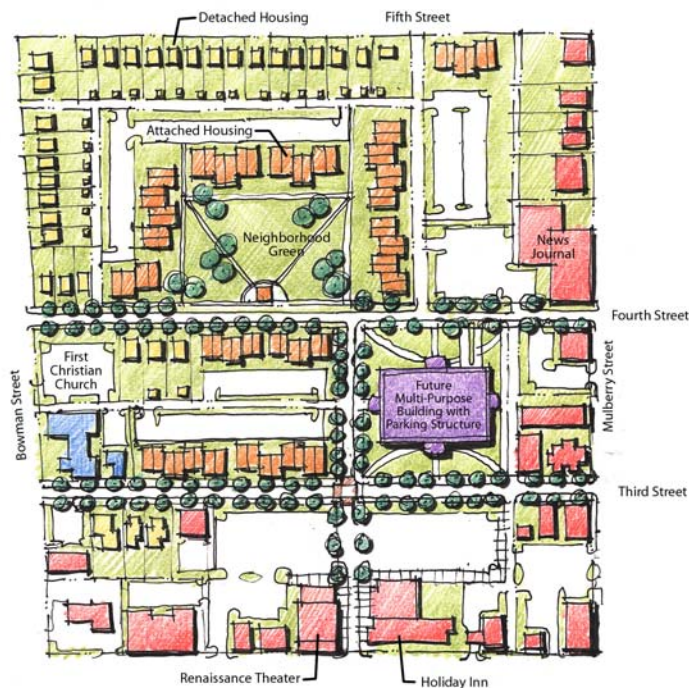 Detached Housing
Fifth Street
Attached Housing
Neighborhood
Green
News
Journal
Fourth Street
First
Christian
Church
Future
Multi-Purpose
Building with
Parking Structure
Bowman Street
Mulberry Street
Third Street
Renaissance Theater
Holiday Inn